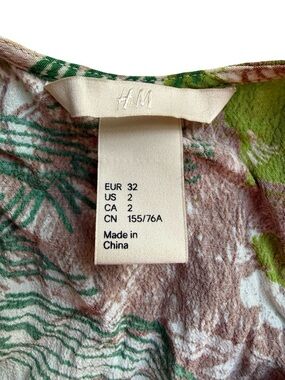 H&M
EUR 32
US 2
CA 2
CN 155/76A
Made in
China